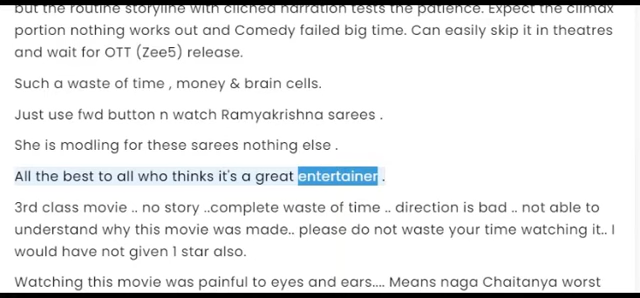 but the routine storyline with cliched narration tests the patience. Expect the climax
portion nothing works out and Comedy failed big time. Can easily skip it in theatres
and wait for OTT (Zee5) release.
Such a waste of time , money & brain cells.
Just use fwd button n watch Ramyakrishna sarees .
She is modling for these sarees nothing else .
All the best to all who thinks it's a great entertainer .
3rd class movie .. no story ..complete waste of time .. direction is bad .. not able to
understand why this movie was made.. please do not waste your time watching it.. I
would have not given 1 star also.
Watching this movie was painful to eyes and ears.... Means naga Chaitanya worst